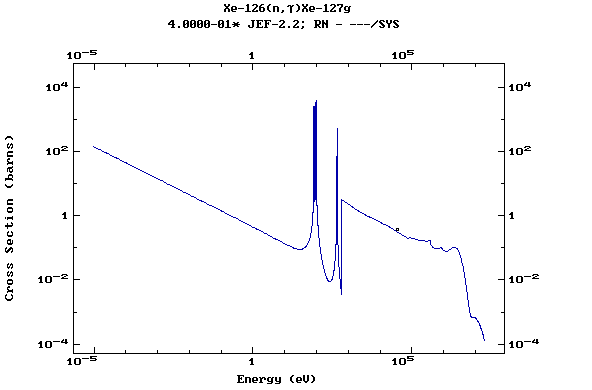 Xe-126(n,γ)Xe-127g
4.0000-01* JEF-2.2; RN - ---/SYS
10⁻⁵ 10⁵
10⁴ 10⁴
10² 10²
1 1
10⁻² 10⁻²
10⁻⁴ 10⁻⁴
10⁻⁵ 1 10⁵
Cross Section (barns)
Energy (eV)